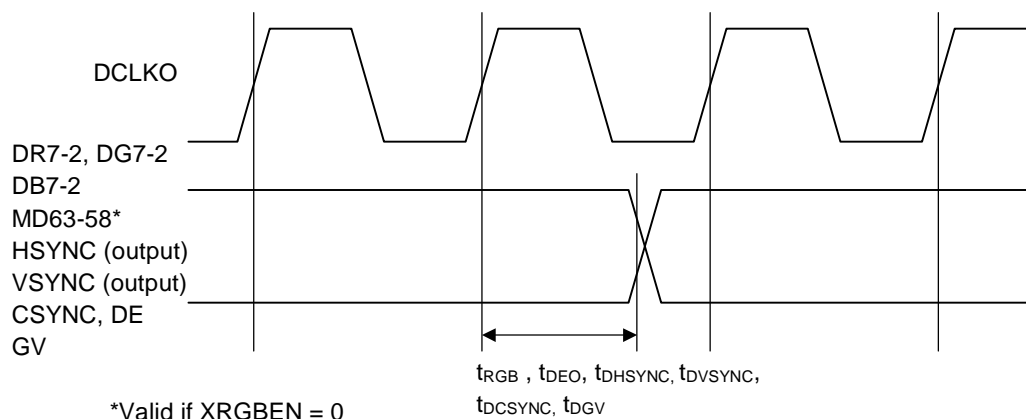 DCLKO
DR7-2, DG7-2
DB7-2
MD63-58*
HSYNC (output)
VSYNC (output)
CSYNC, DE
GV
tRGB , tDEO, tDHSYNC, tDVSYNC,
tDCSYNC, tDGV
*Valid if XRGBEN = 0